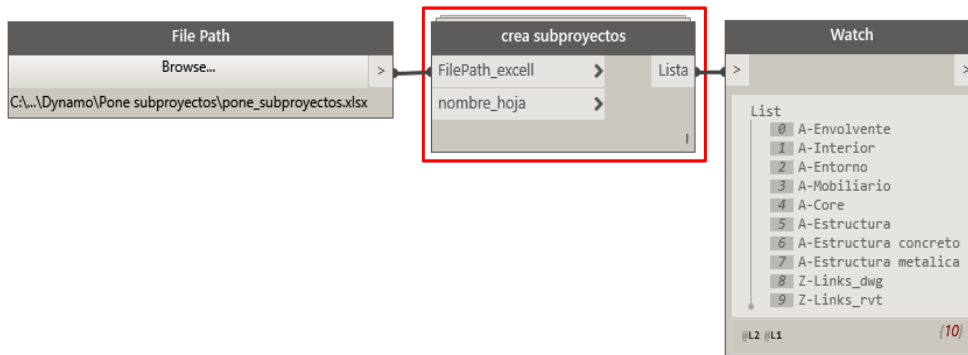 File Path
Browse...
>
C:\...\Dynamo\Pone subproyectos\pone_subproyectos.xlsx
crea subproyectos
FilePath_excell
Lista
nombre_hoja
I
Watch
>
>
List
0 A-Envolvente
1 A-Interior
2 A-Entorno
3 A-Mobiliario
4 A-Core
5 A-Estructura
6 A-Estructura concreto
7 A-Estructura metalica
8 Z-Links_dwg
9 Z-Links_rvt
@L2 @L1
{10}